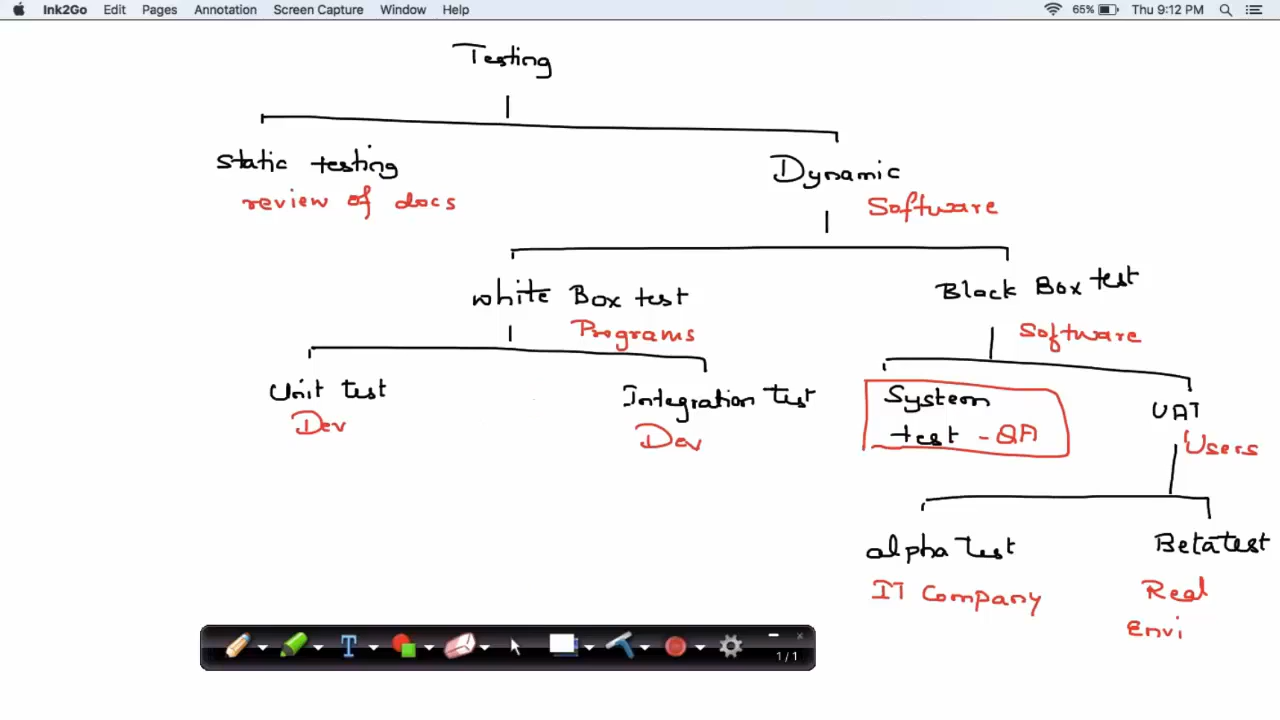 Ink2Go Edit Pages Annotation Screen Capture Window Help 65% Thu 9:12 PM
Testing
Static testing
review of docs
Dynamic
Software
White Box test
Programs
Black Box test
Software
Unit test
Dev
Integration Test
Dev
System
test - QA
UAT
Users
alpha Test
IT Company
Beta test
Real
Envi
T
1/1